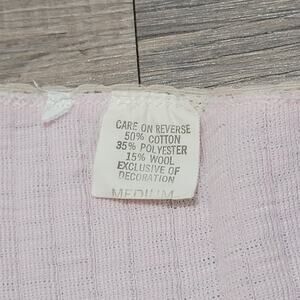 CARE ON REVERSE
50% COTTON
35% POLYESTER
15% WOOL
EXCLUSIVE OF
DECORATION
MEDIUM